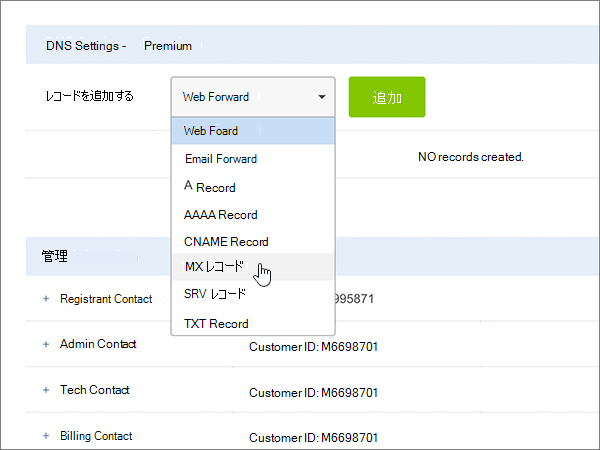 DNS Settings - Premium
レコードを追加する
Web Forward
追加
Web Foard
Email Forward
NO records created.
A Record
AAAA Record
CNAME Record
管理
MX レコード
SRV レコード
Registrant Contact
995871
TXT Record
Admin Contact
Customer ID: M6698701
Tech Contact
Customer ID: M6698701
Billing Contact
Customer ID: M6698701